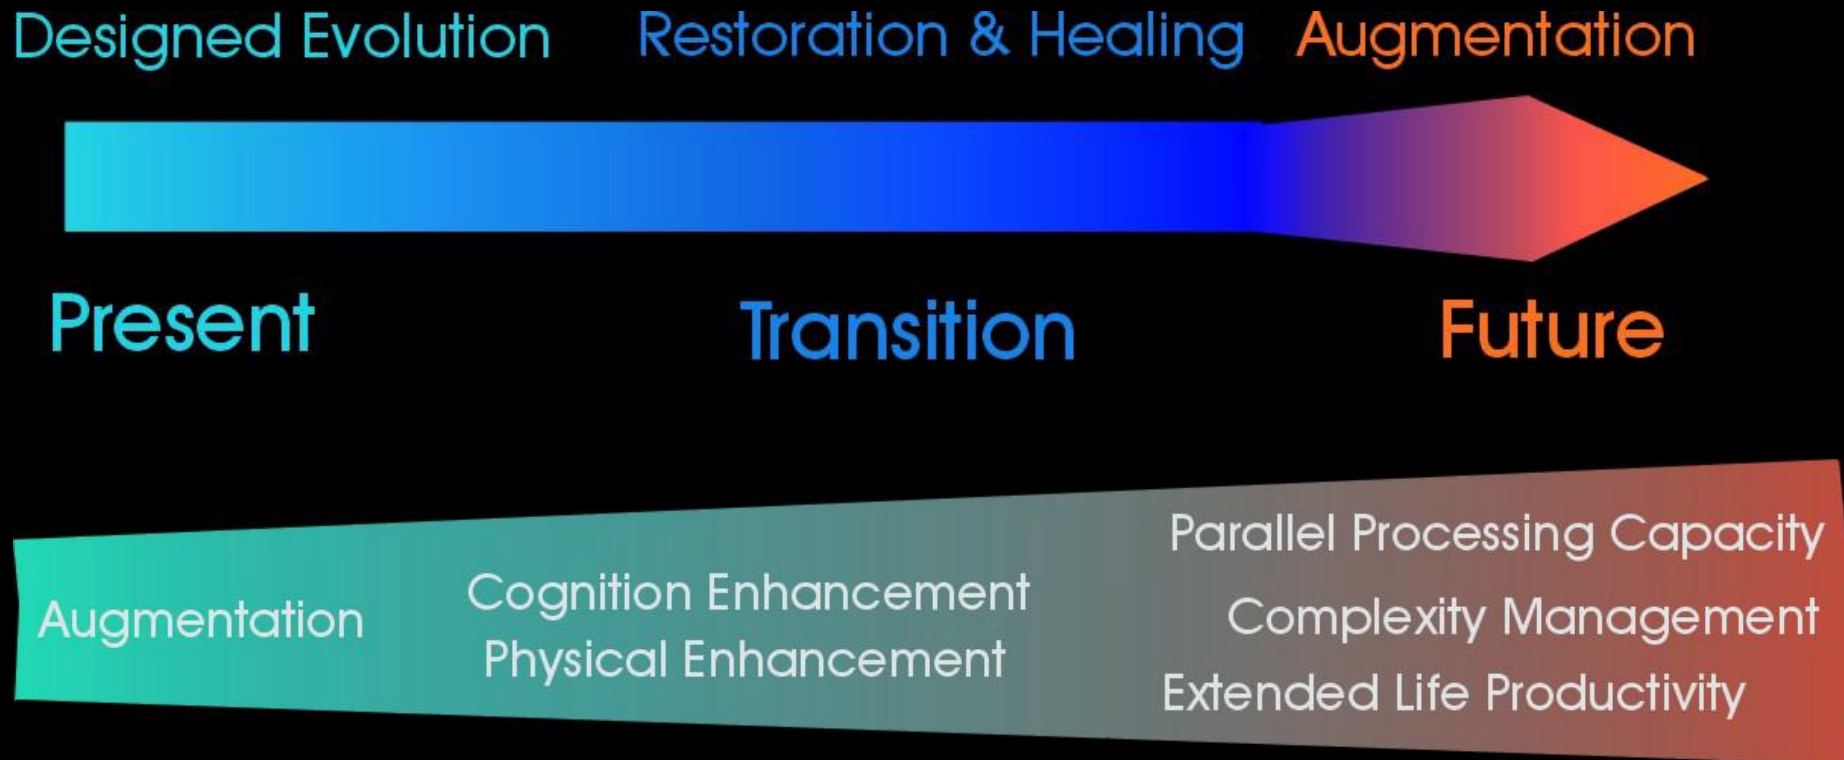 Designed Evolution Restoration & Healing Augmentation
Present Transition Future
Augmentation
Cognition Enhancement
Physical Enhancement
Parallel Processing Capacity
Complexity Management
Extended Life Productivity